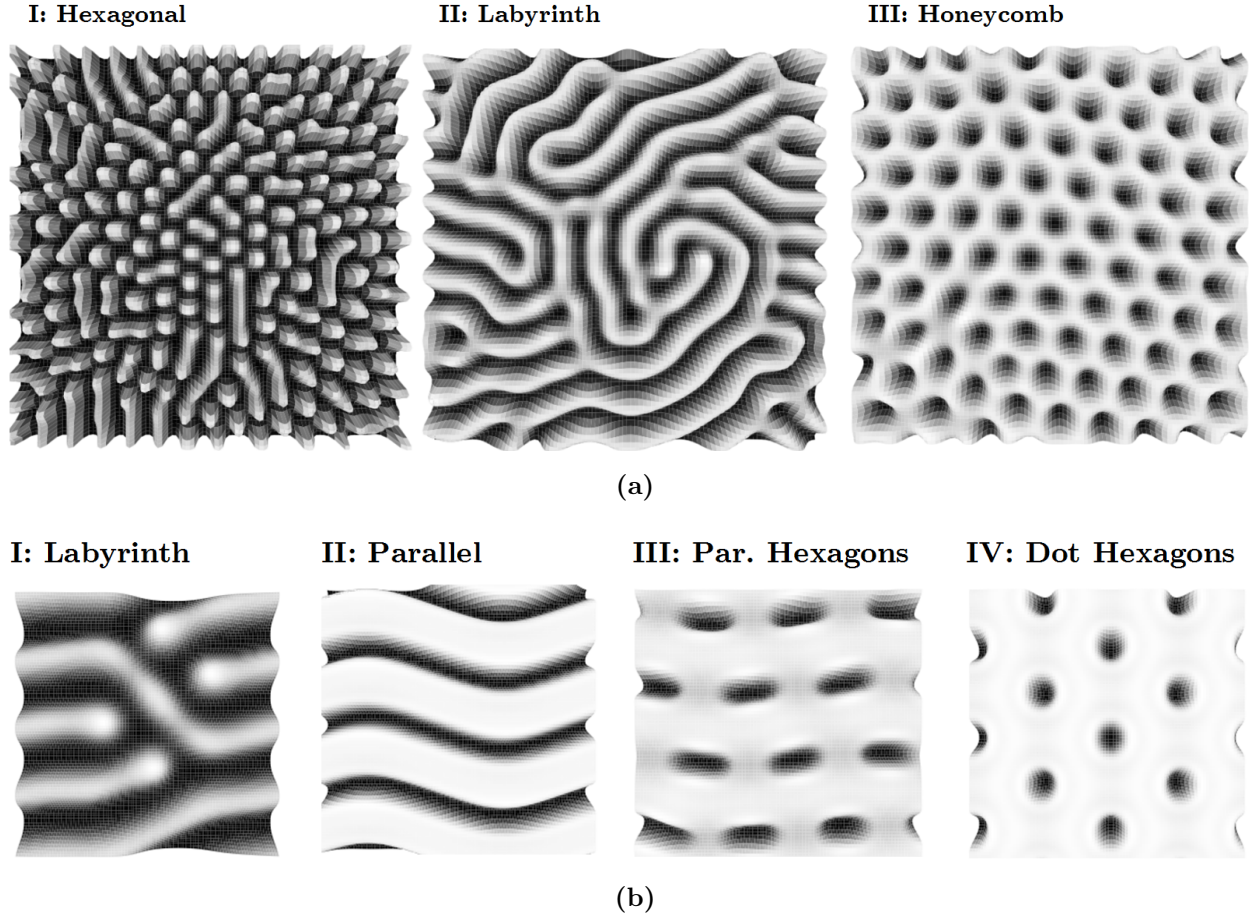 I: Hexagonal
II: Labyrinth
III: Honeycomb
(a)
I: Labyrinth
II: Parallel
III: Par. Hexagons
IV: Dot Hexagons
(b)